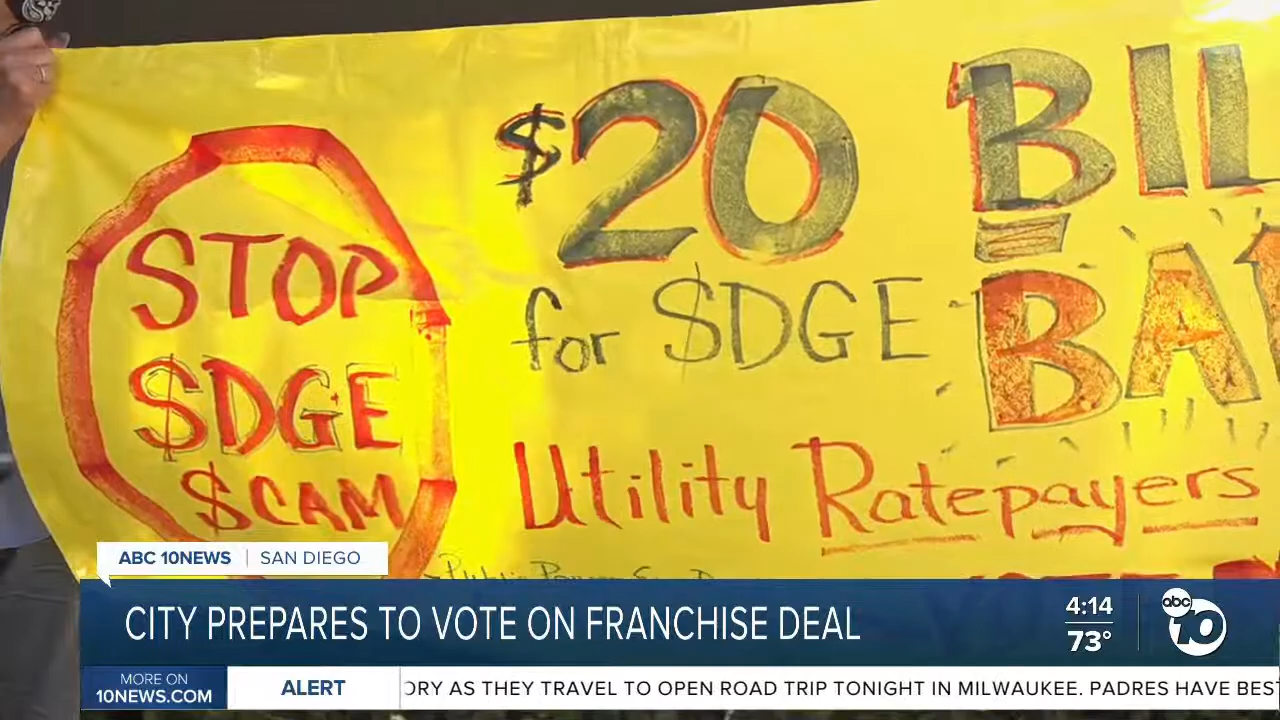 $20 BIL
for $DGE BA
STOP
$DGE
$CAM
Utility Ratepayers
ABC 10NEWS | SAN DIEGO
CITY PREPARES TO VOTE ON FRANCHISE DEAL
4:14
73°
abc
10
MORE ON
10NEWS.COM
ALERT
ORY AS THEY TRAVEL TO OPEN ROAD TRIP TONIGHT IN MILWAUKEE. PADRES HAVE BEST